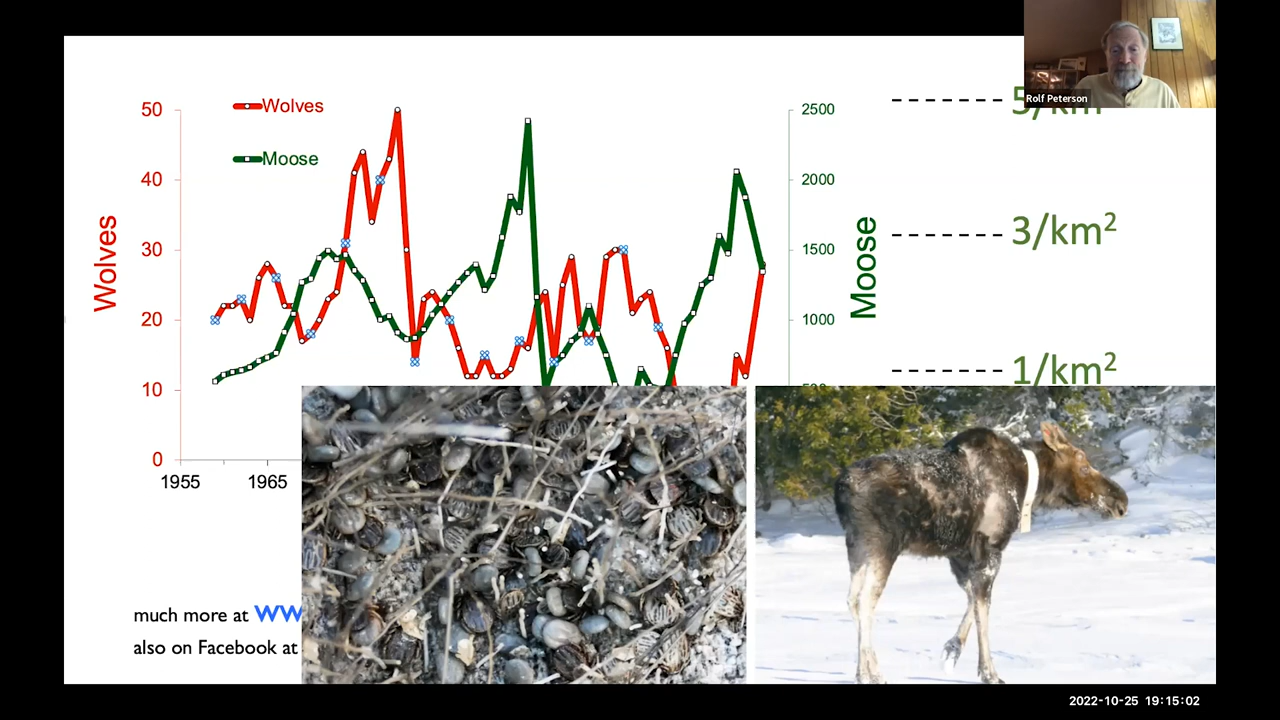 Rolf Peterson
Wolves
Moose
50
40
30
20
10
0
Wolves
1955
1965
2500
2000
1500
1000
Moose
3/km²
1/km²
much more at
also on Facebook at
2022-10-25 19:15:02